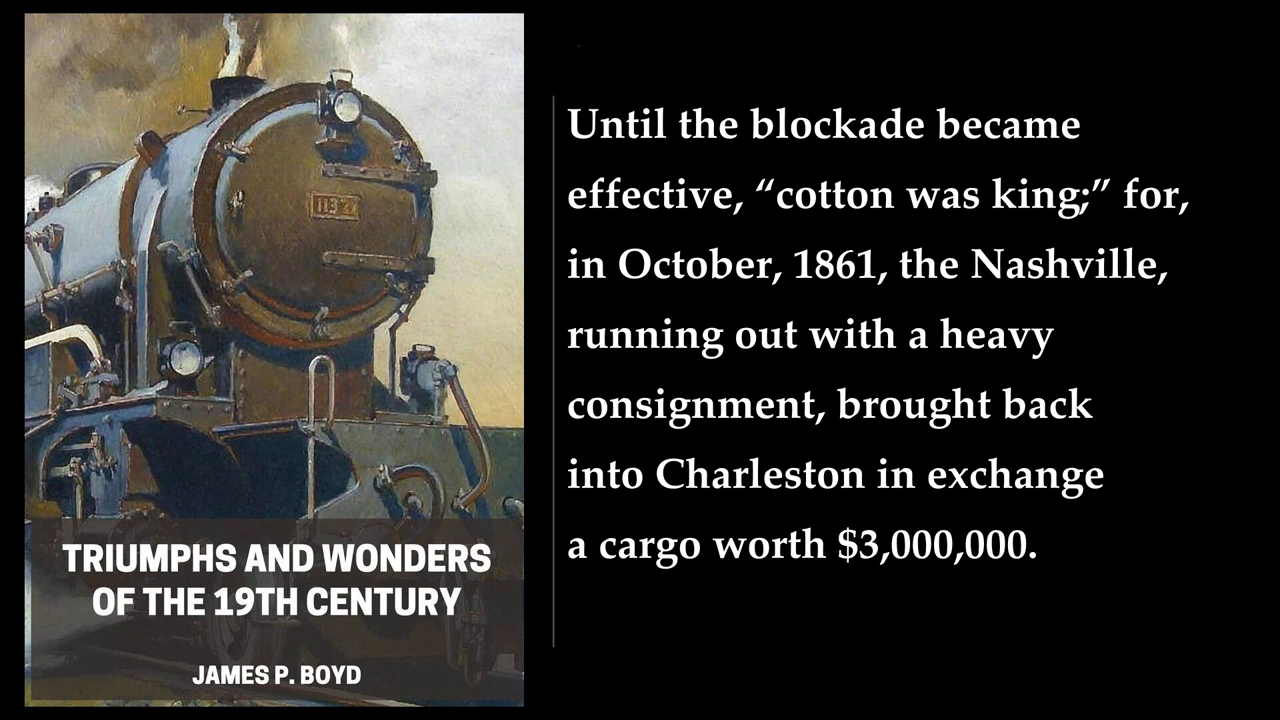 Until the blockade became
effective, “cotton was king;” for,
in October, 1861, the Nashville,
running out with a heavy
consignment, brought back
into Charleston in exchange
a cargo worth $3,000,000.
TRIUMPHS AND WONDERS
OF THE 19TH CENTURY
JAMES P. BOYD